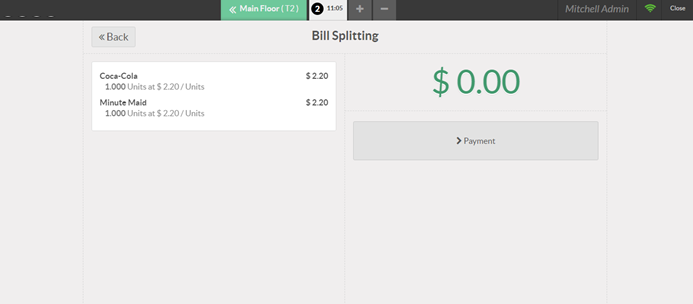 Main Floor ( T2 )
2 11:05
Mitchell Admin
Close
Back
Bill Splitting
Coca-Cola $ 2.20
1.000 Units at $ 2.20 / Units
Minute Maid $ 2.20
1.000 Units at $ 2.20 / Units
$ 0.00
Payment